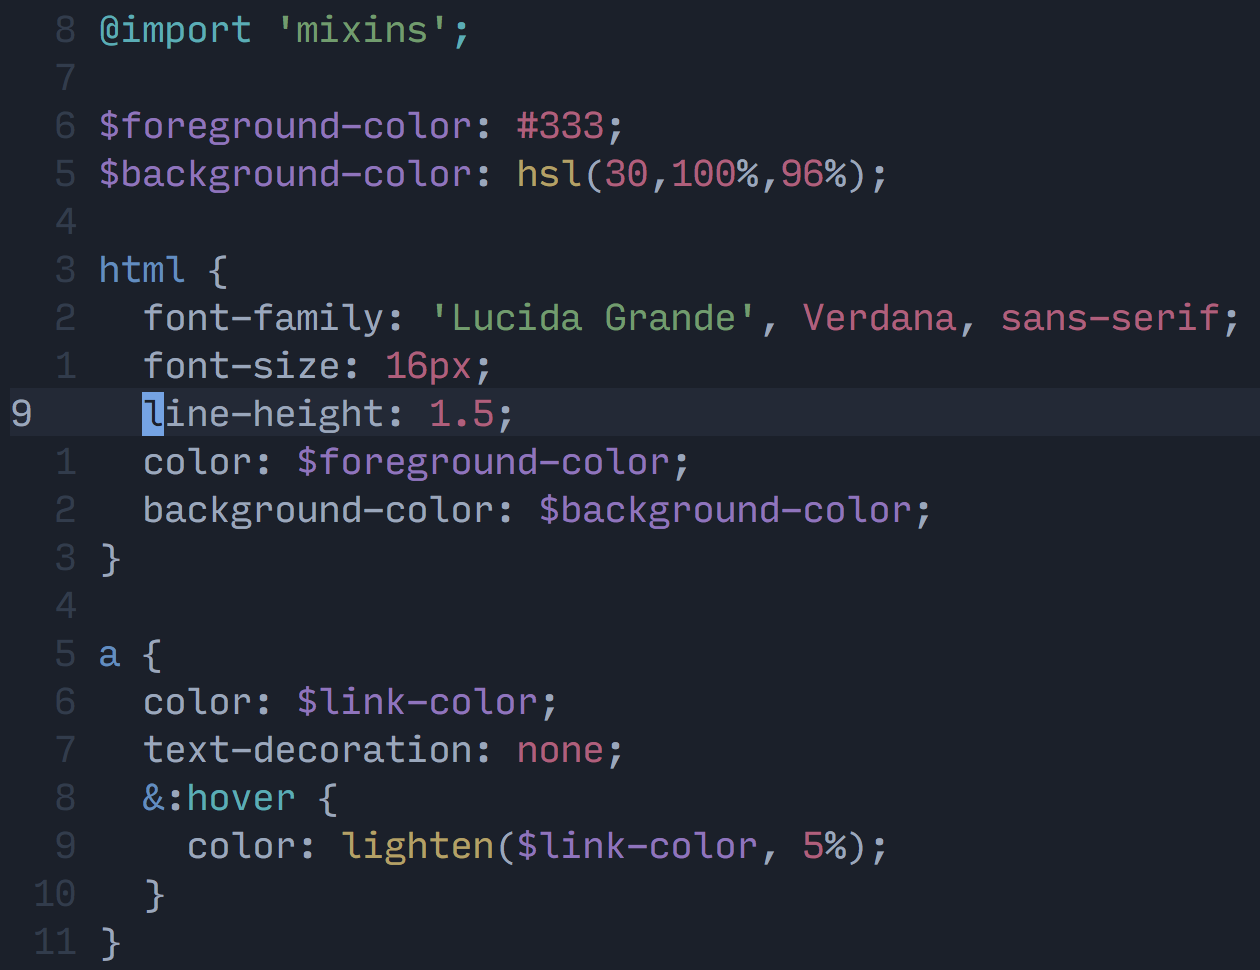 8 @import 'mixins';
7
6 $foreground-color: #333;
5 $background-color: hsl(30,100%,96%);
4
3 html {
2   font-family: 'Lucida Grande', Verdana, sans-serif;
1   font-size: 16px;
9   line-height: 1.5;
1   color: $foreground-color;
2   background-color: $background-color;
3 }
4
5 a {
6   color: $link-color;
7   text-decoration: none;
8   &:hover {
9     color: lighten($link-color, 5%);
10   }
11 }